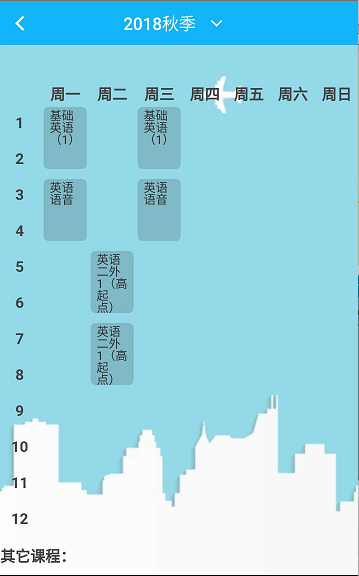 2018秋季
周一 周二 周三 周四 周五 周六 周日
1
基础
英语
（1）
基础
英语
（1）
2
3
英语
语音
英语
语音
4
5
英语
二外
1（高
起
点）
6
7
英语
二外
1（高
起
点）
8
9
10
11
12
其它课程：